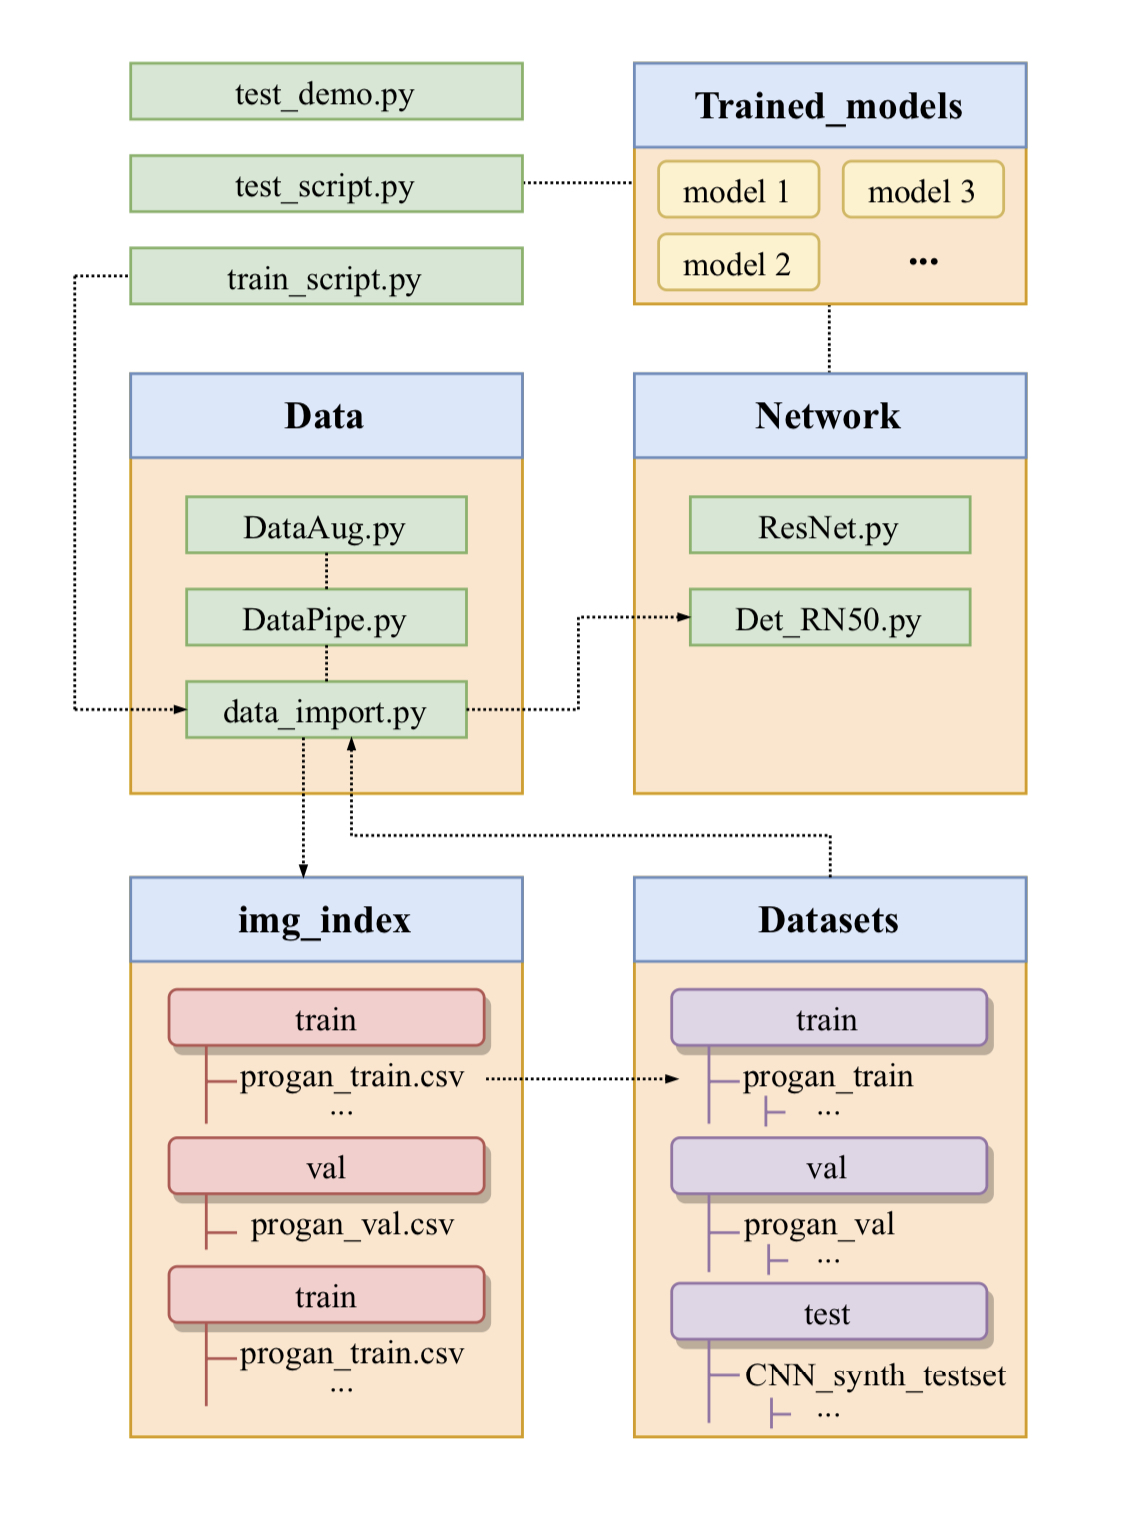 test_demo.py
test_script.py
train_script.py
Trained_models
model 1
model 3
model 2
...
Data
DataAug.py
DataPipe.py
data_import.py
Network
ResNet.py
Det_RN50.py
img_index
train
progan_train.csv
...
val
progan_val.csv
train
progan_train.csv
...
Datasets
train
progan_train
...
val
progan_val
...
test
CNN_synth_testset
...